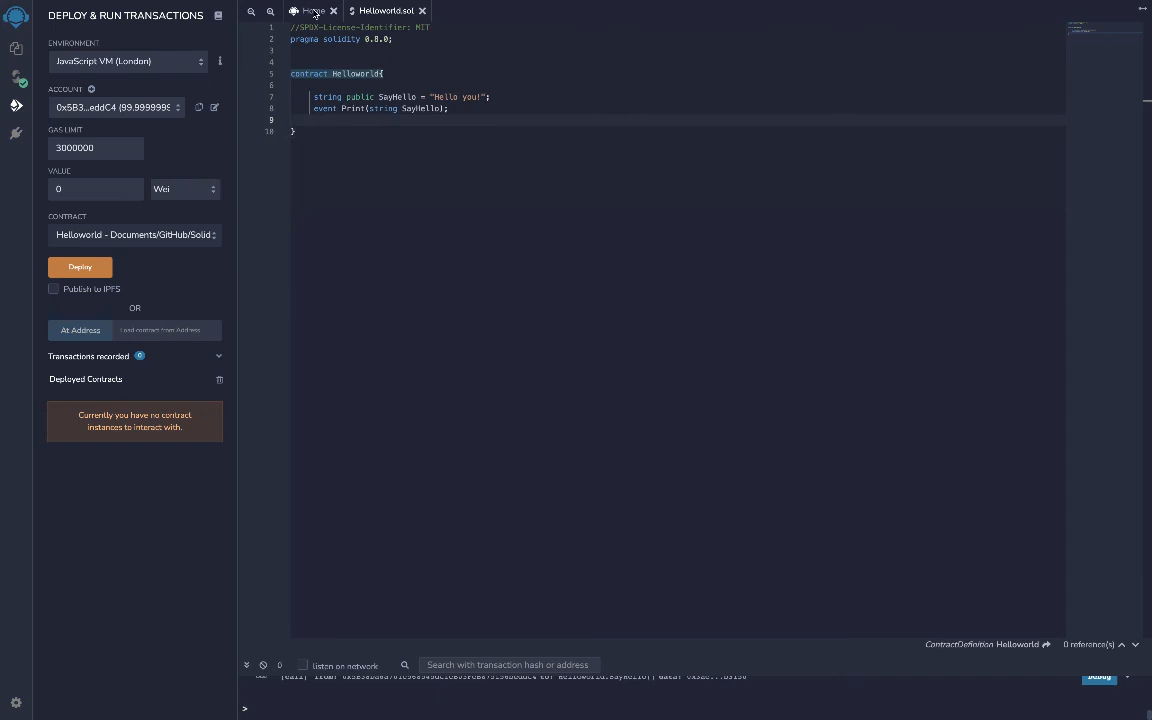 DEPLOY & RUN TRANSACTIONS
ENVIRONMENT
JavaScript VM (London)
ACCOUNT
0x5B3...eddC4 (99.9999999
GAS LIMIT
3000000
VALUE
0
Wei
CONTRACT
Helloworld - Documents/GitHub/Solid
Deploy
Publish to IPFS
OR
At Address
Load contract from Address
Transactions recorded 0
Deployed Contracts
Currently you have no contract
instances to interact with.
Home
Helloworld.sol
1 //SPDX-License-Identifier: MIT
2 pragma solidity 0.8.0;
3
4
5 contract Helloworld{
6
7 string public SayHello = "Hello you!";
8 event Print(string SayHello);
9
10 }
ContractDefinition Helloworld
0 reference(s)
0
listen on network
Search with transaction hash or address
Debug
>